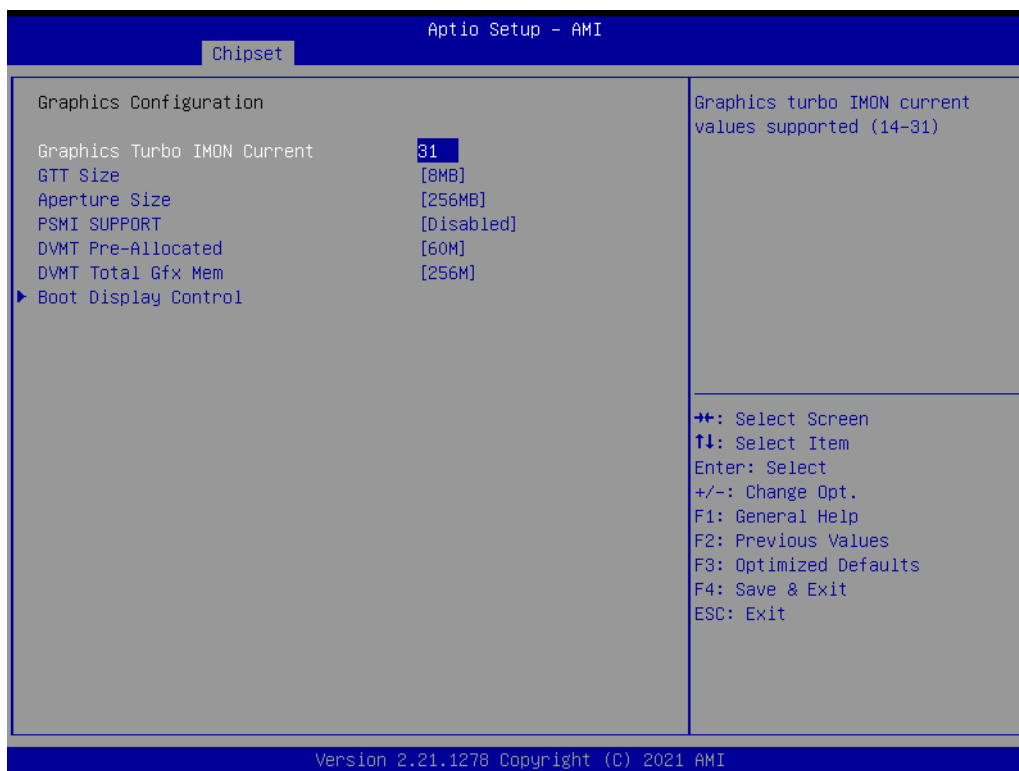 Aptio Setup - AMI
Chipset
Graphics Configuration
Graphics Turbo IMON Current 31
GTT Size [8MB]
Aperture Size [256MB]
PSMI SUPPORT [Disabled]
DVMT Pre-Allocated [60M]
DVMT Total Gfx Mem [256M]
Boot Display Control
Graphics turbo IMON current
values supported (14-31)
→←: Select Screen
↑↓: Select Item
Enter: Select
+/-: Change Opt.
F1: General Help
F2: Previous Values
F3: Optimized Defaults
F4: Save & Exit
ESC: Exit
Version 2.21.1278 Copyright (C) 2021 AMI